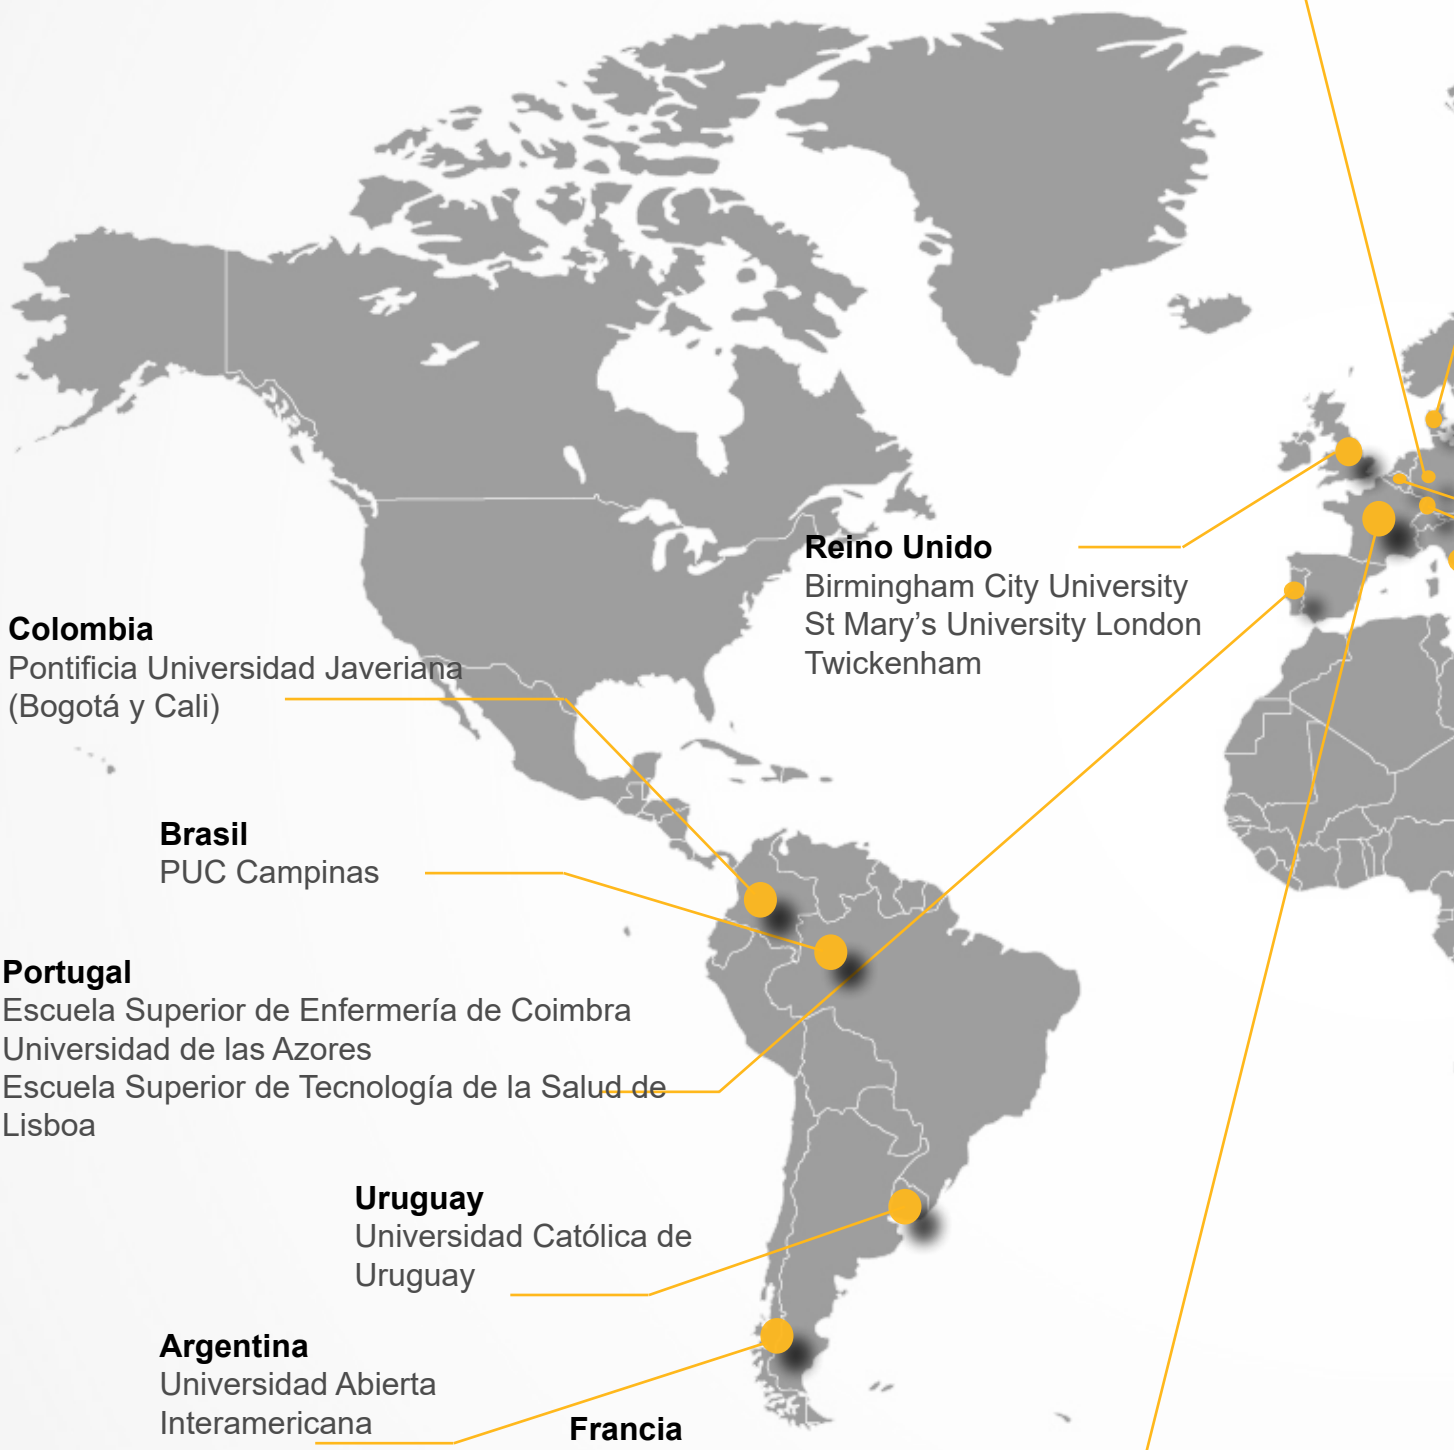 Reino Unido
Birmingham City University
St Mary’s University London
Twickenham
Colombia
Pontificia Universidad Javeriana
(Bogotá y Cali)
Brasil
PUC Campinas
Portugal
Escuela Superior de Enfermería de Coimbra
Universidad de las Azores
Escuela Superior de Tecnología de la Salud de
Lisboa
Uruguay
Universidad Católica de
Uruguay
Argentina
Universidad Abierta
Interamericana
Francia